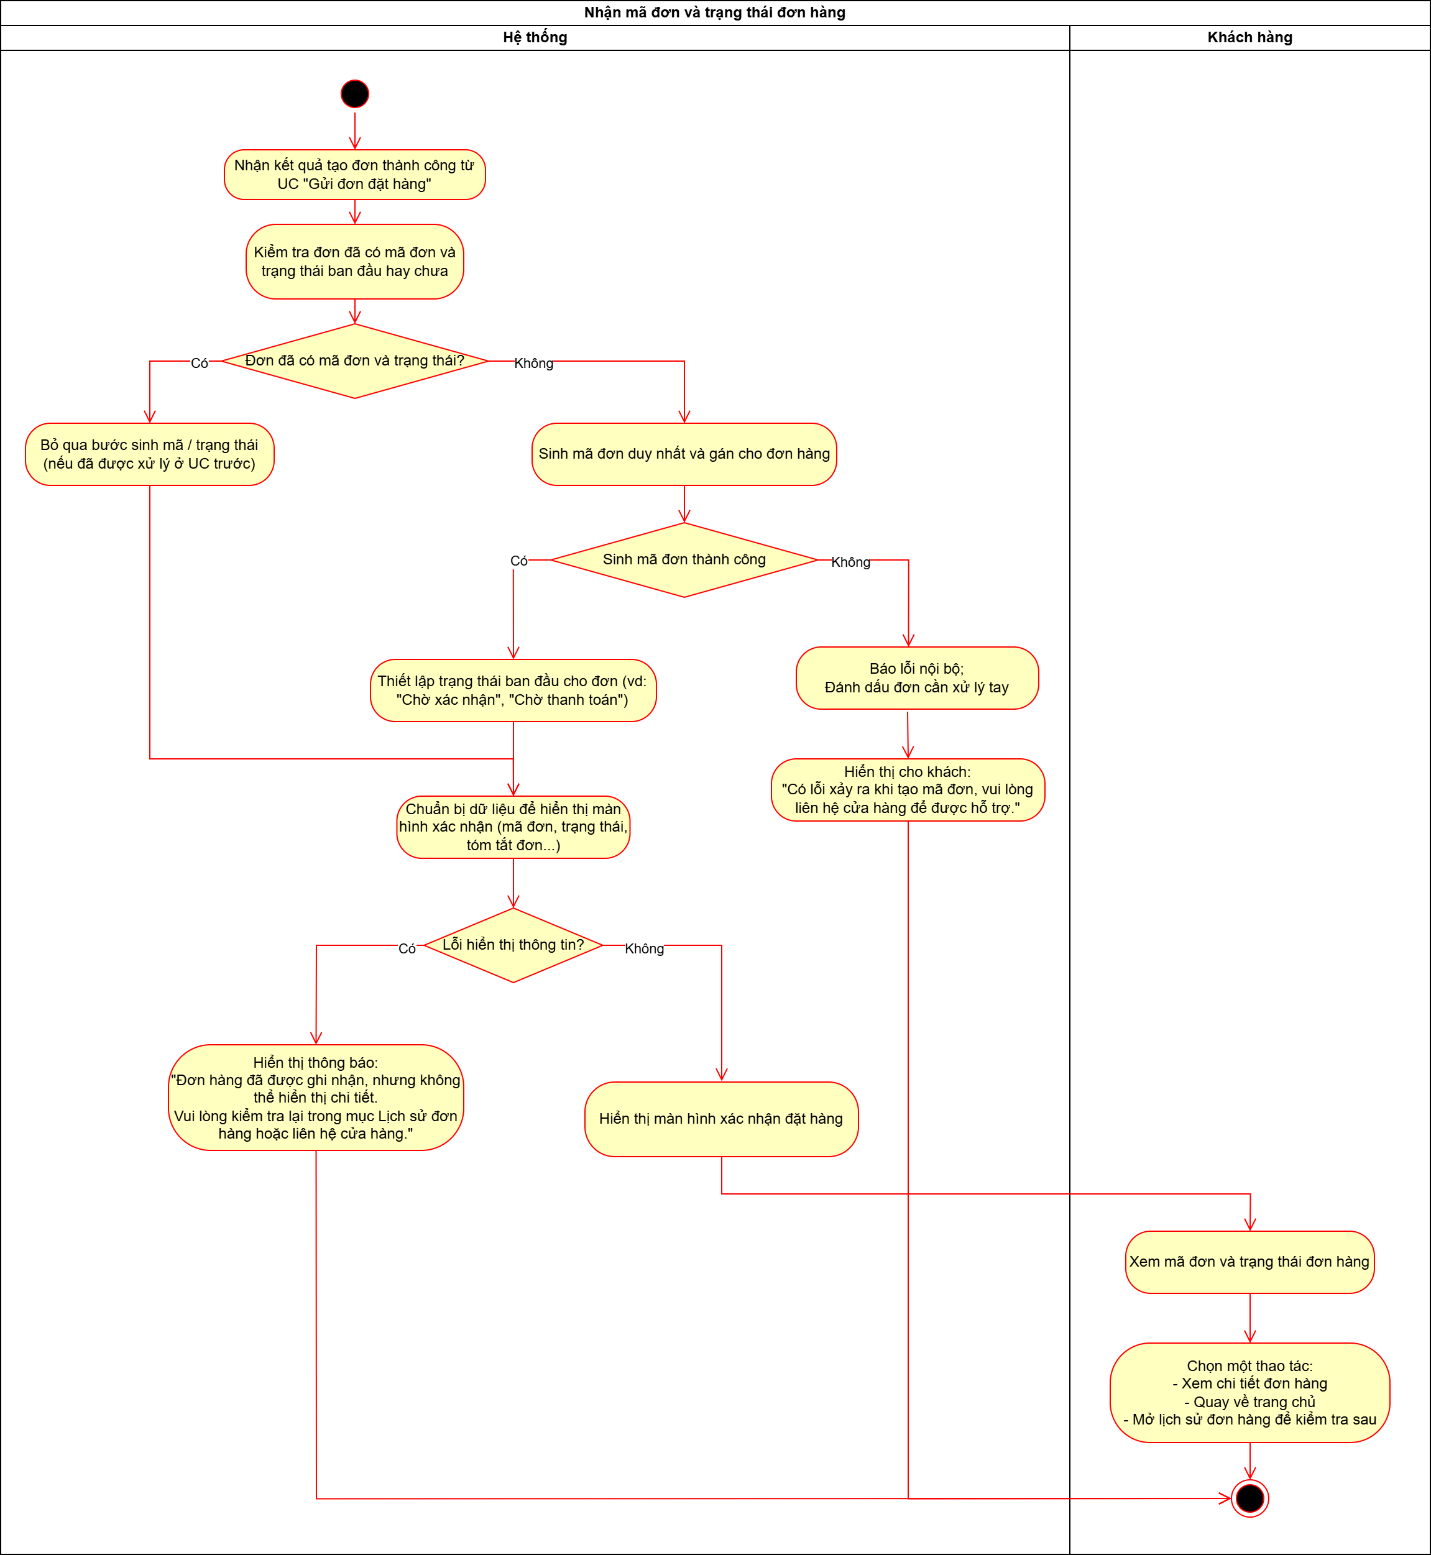 Nhận mã đơn và trạng thái đơn hàng
Hệ thống
Khách hàng
Nhận kết quả tạo đơn thành công từ
UC "Gửi đơn đặt hàng"
Kiểm tra đơn đã có mã đơn và
trạng thái ban đầu hay chưa
Đơn đã có mã đơn và trạng thái?
Có
Không
Bỏ qua bước sinh mã / trạng thái
(nếu đã được xử lý ở UC trước)
Sinh mã đơn duy nhất và gán cho đơn hàng
Sinh mã đơn thành công
Có
Không
Thiết lập trạng thái ban đầu cho đơn (vd:
"Chờ xác nhận", "Chờ thanh toán")
Báo lỗi nội bộ;
Đánh dấu đơn cần xử lý tay
Hiển thị cho khách:
"Có lỗi xảy ra khi tạo mã đơn, vui lòng
liên hệ cửa hàng để được hỗ trợ."
Chuẩn bị dữ liệu để hiển thị màn
hình xác nhận (mã đơn, trạng thái,
tóm tắt đơn...)
Lỗi hiển thị thông tin?
Có
Không
Hiển thị thông báo:
"Đơn hàng đã được ghi nhận, nhưng không
thể hiển thị chi tiết.
Vui lòng kiểm tra lại trong mục Lịch sử đơn
hàng hoặc liên hệ cửa hàng."
Hiển thị màn hình xác nhận đặt hàng
Xem mã đơn và trạng thái đơn hàng
Chọn một thao tác:
- Xem chi tiết đơn hàng
- Quay về trang chủ
- Mở lịch sử đơn hàng để kiểm tra sau